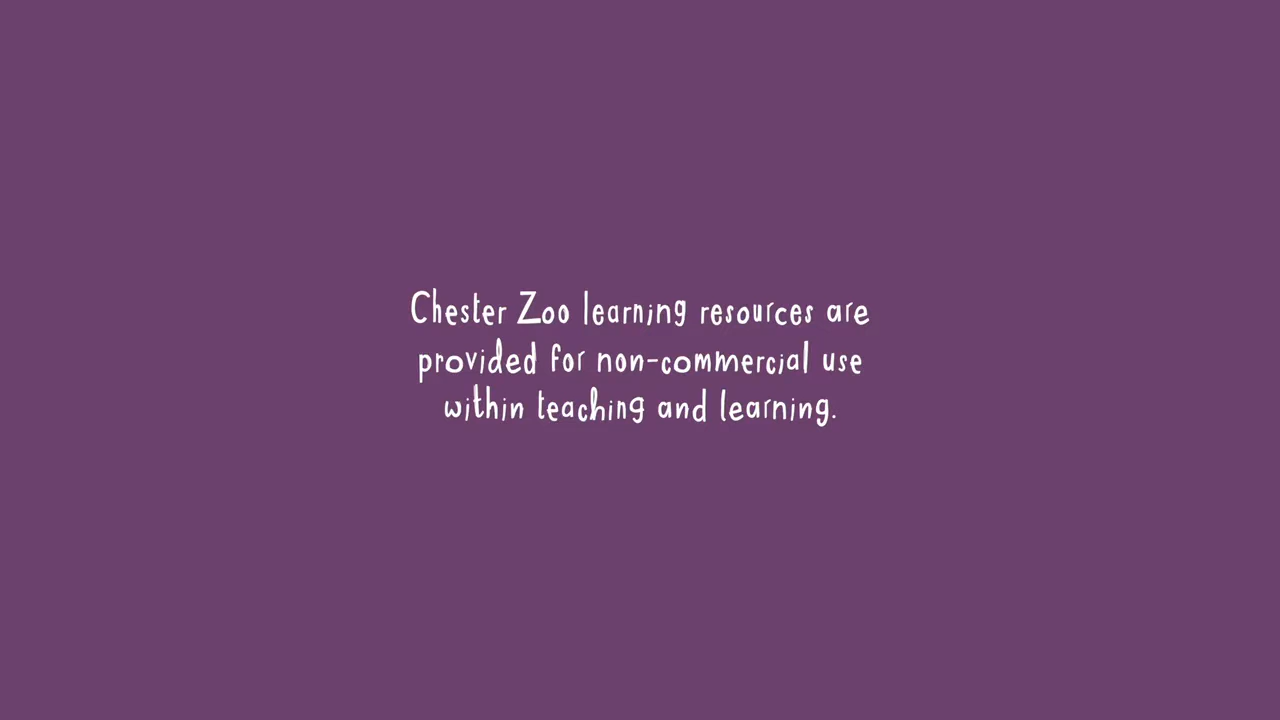 Chester Zoo learning resources are
provided for non-commercial use
within teaching and learning.